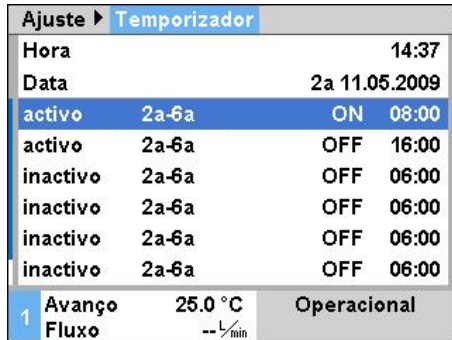 Ajuste ▶ Temporizador
Hora 14:37
Data 2a 11.05.2009
activo 2a-6a ON 08:00
activo 2a-6a OFF 16:00
inactivo 2a-6a OFF 06:00
inactivo 2a-6a OFF 06:00
inactivo 2a-6a OFF 06:00
inactivo 2a-6a OFF 06:00
1 Avanço 25.0 °C Operacional
Fluxo -- L/min